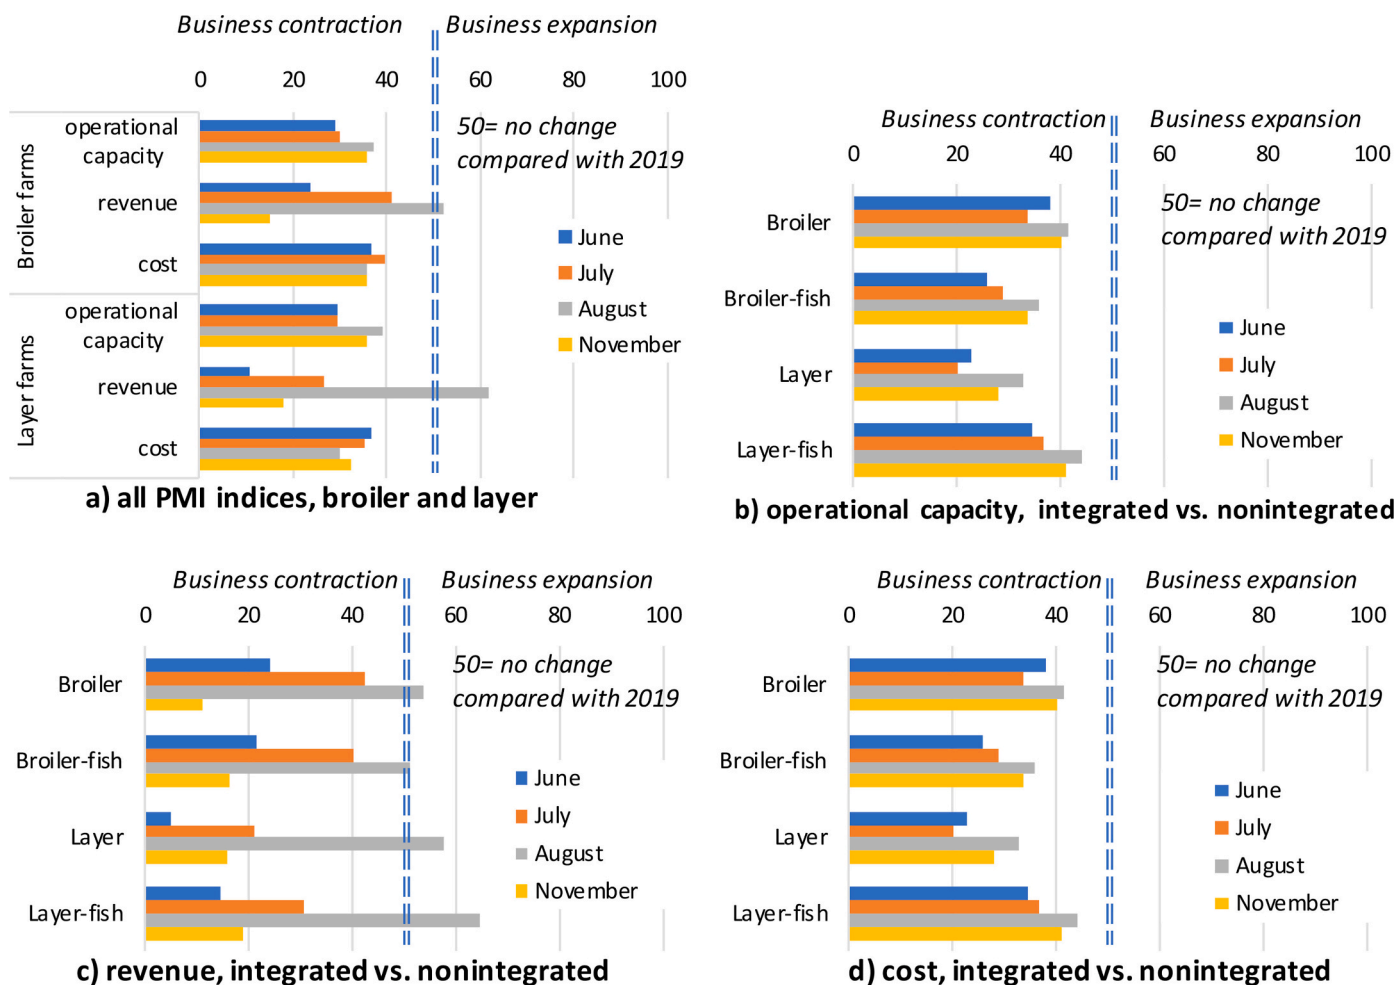 Business contraction Business expansion
0 20 40 60 80 100
50= no change
compared with 2019
Broiler farms
operational
capacity
revenue
cost
Layer farms
operational
capacity
revenue
cost
June
July
August
November
a) all PMI indices, broiler and layer
Business contraction Business expansion
0 20 40 60 80 100
50= no change
compared with 2019
Broiler
Broiler-fish
Layer
Layer-fish
June
July
August
November
b) operational capacity, integrated vs. nonintegrated
Business contraction Business expansion
0 20 40 60 80 100
50= no change
compared with 2019
Broiler
Broiler-fish
Layer
Layer-fish
June
July
August
November
c) revenue, integrated vs. nonintegrated
Business contraction Business expansion
0 20 40 60 80 100
50= no change
compared with 2019
Broiler
Broiler-fish
Layer
Layer-fish
June
July
August
November
d) cost, integrated vs. nonintegrated